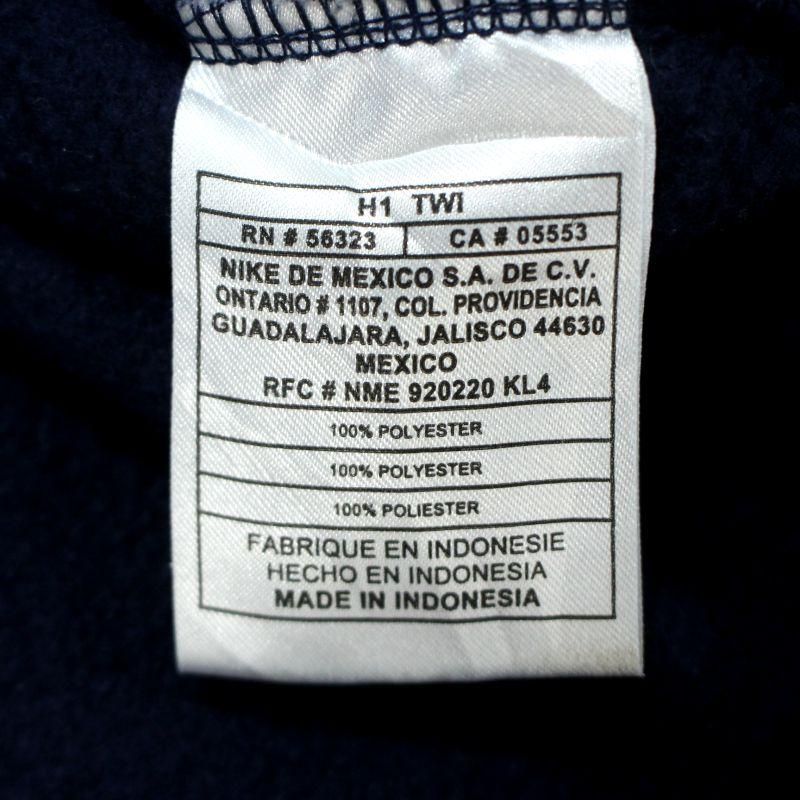 H1 TWI
RN # 56323 CA # 05553
NIKE DE MEXICO S.A. DE C.V.
ONTARIO # 1107, COL. PROVIDENCIA
GUADALAJARA, JALISCO 44630
MEXICO
RFC # NME 920220 KL4
100% POLYESTER
100% POLYESTER
100% POLIESTER
FABRIQUE EN INDONESIE
HECHO EN INDONESIA
MADE IN INDONESIA